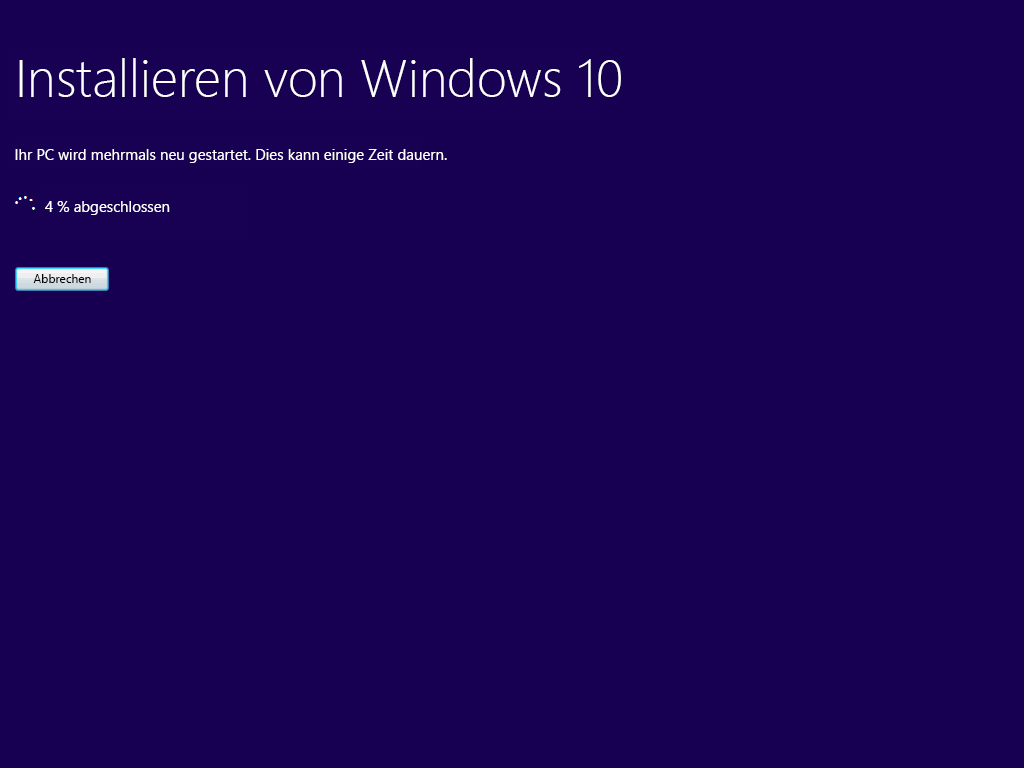 Installieren von Windows 10
Ihr PC wird mehrmals neu gestartet. Dies kann einige Zeit dauern.
4 % abgeschlossen
Abbrechen